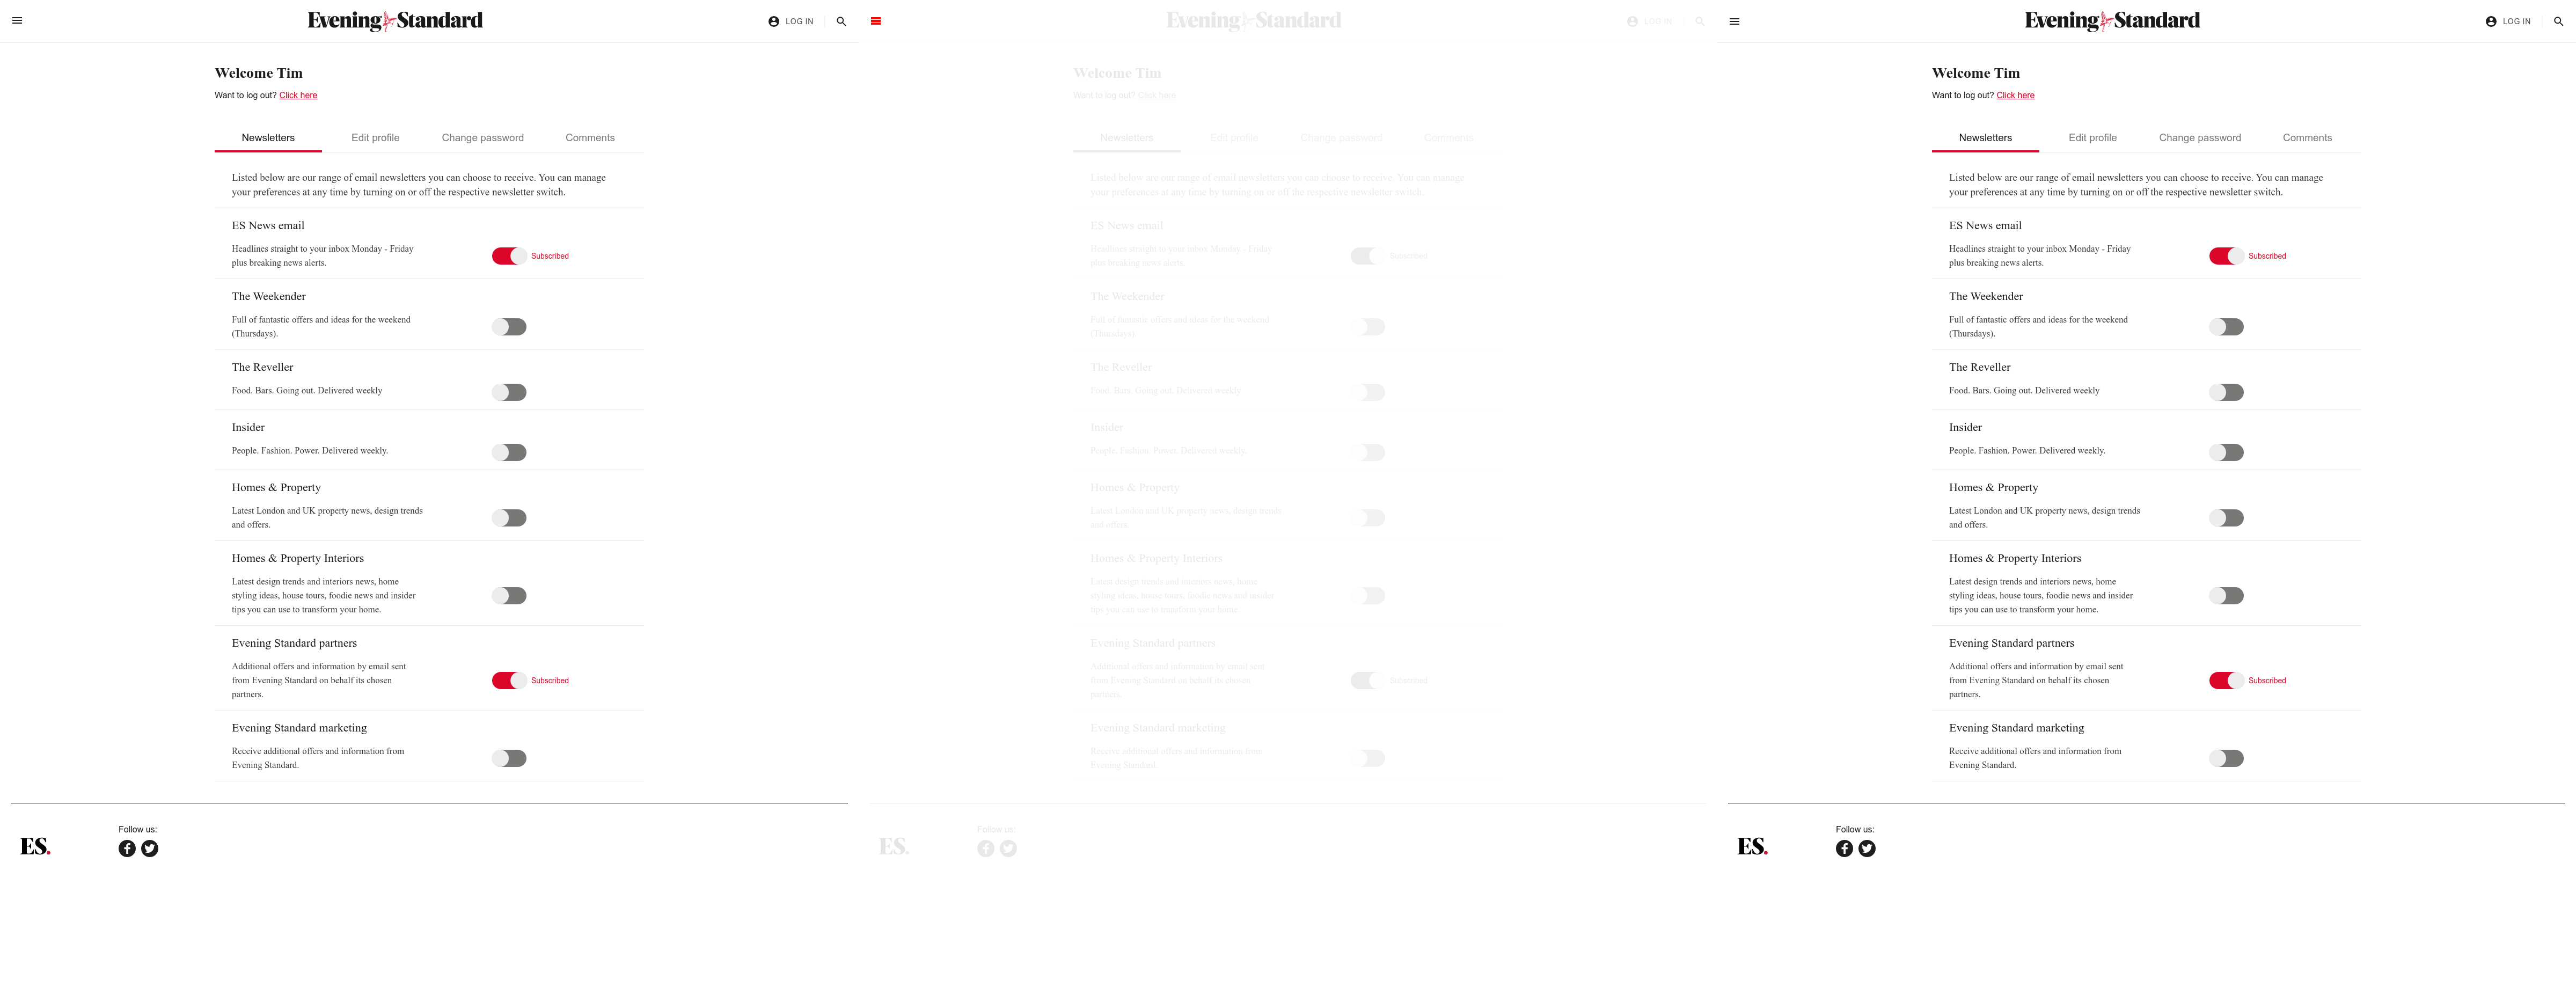 Evening Standard
LOG IN
Welcome Tim
Want to log out? Click here
Newsletters Edit profile Change password Comments
Listed below are our range of email newsletters you can choose to receive. You can manage
your preferences at any time by turning on or off the respective newsletter switch.
ES News email
Headlines straight to your inbox Monday - Friday
plus breaking news alerts.
Subscribed
The Weekender
Full of fantastic offers and ideas for the weekend
(Thursdays).
The Reveller
Food. Bars. Going out. Delivered weekly
Insider
People. Fashion. Power. Delivered weekly.
Homes & Property
Latest London and UK property news, design trends
and offers.
Homes & Property Interiors
Latest design trends and interiors news, home
styling ideas, house tours, foodie news and insider
tips you can use to transform your home.
Evening Standard partners
Additional offers and information by email sent
from Evening Standard on behalf its chosen
partners.
Subscribed
Evening Standard marketing
Receive additional offers and information from
Evening Standard.
ES.
Follow us:
Evening Standard
LOG IN
Welcome Tim
Want to log out? Click here
Newsletters Edit profile Change password Comments
Listed below are our range of email newsletters you can choose to receive. You can manage
your preferences at any time by turning on or off the respective newsletter switch.
ES News email
Headlines straight to your inbox Monday - Friday
plus breaking news alerts.
Subscribed
The Weekender
Full of fantastic offers and ideas for the weekend
(Thursdays).
The Reveller
Food. Bars. Going out. Delivered weekly
Insider
People. Fashion. Power. Delivered weekly.
Homes & Property
Latest London and UK property news, design trends
and offers.
Homes & Property Interiors
Latest design trends and interiors news, home
styling ideas, house tours, foodie news and insider
tips you can use to transform your home.
Evening Standard partners
Additional offers and information by email sent
from Evening Standard on behalf its chosen
partners.
Subscribed
Evening Standard marketing
Receive additional offers and information from
Evening Standard.
ES.
Follow us:
Evening Standard
LOG IN
Welcome Tim
Want to log out? Click here
Newsletters Edit profile Change password Comments
Listed below are our range of email newsletters you can choose to receive. You can manage
your preferences at any time by turning on or off the respective newsletter switch.
ES News email
Headlines straight to your inbox Monday - Friday
plus breaking news alerts.
Subscribed
The Weekender
Full of fantastic offers and ideas for the weekend
(Thursdays).
The Reveller
Food. Bars. Going out. Delivered weekly
Insider
People. Fashion. Power. Delivered weekly.
Homes & Property
Latest London and UK property news, design trends
and offers.
Homes & Property Interiors
Latest design trends and interiors news, home
styling ideas, house tours, foodie news and insider
tips you can use to transform your home.
Evening Standard partners
Additional offers and information by email sent
from Evening Standard on behalf its chosen
partners.
Subscribed
Evening Standard marketing
Receive additional offers and information from
Evening Standard.
ES.
Follow us: